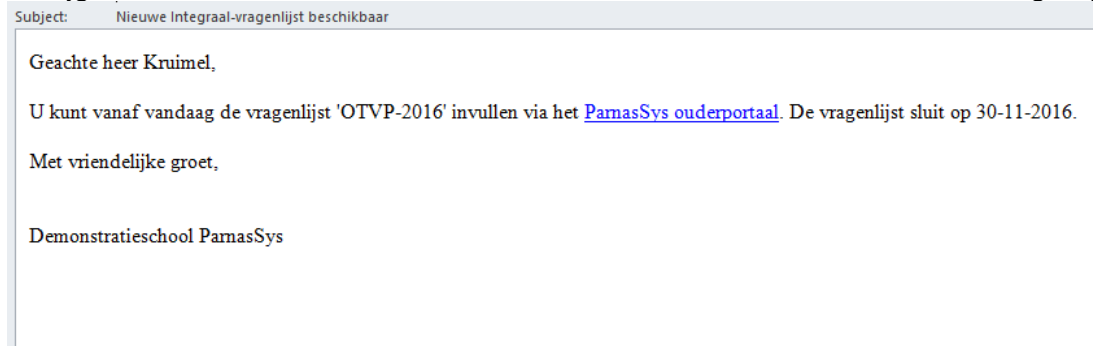 Subject: Nieuwe Integraal-vragenlijst beschikbaar
Geachte heer Kruimel,
U kunt vanaf vandaag de vragenlijst 'OTVP-2016' invullen via het ParnasSys ouderportaal. De vragenlijst sluit op 30-11-2016.
Met vriendelijke groet,
Demonstratieschool ParnasSys